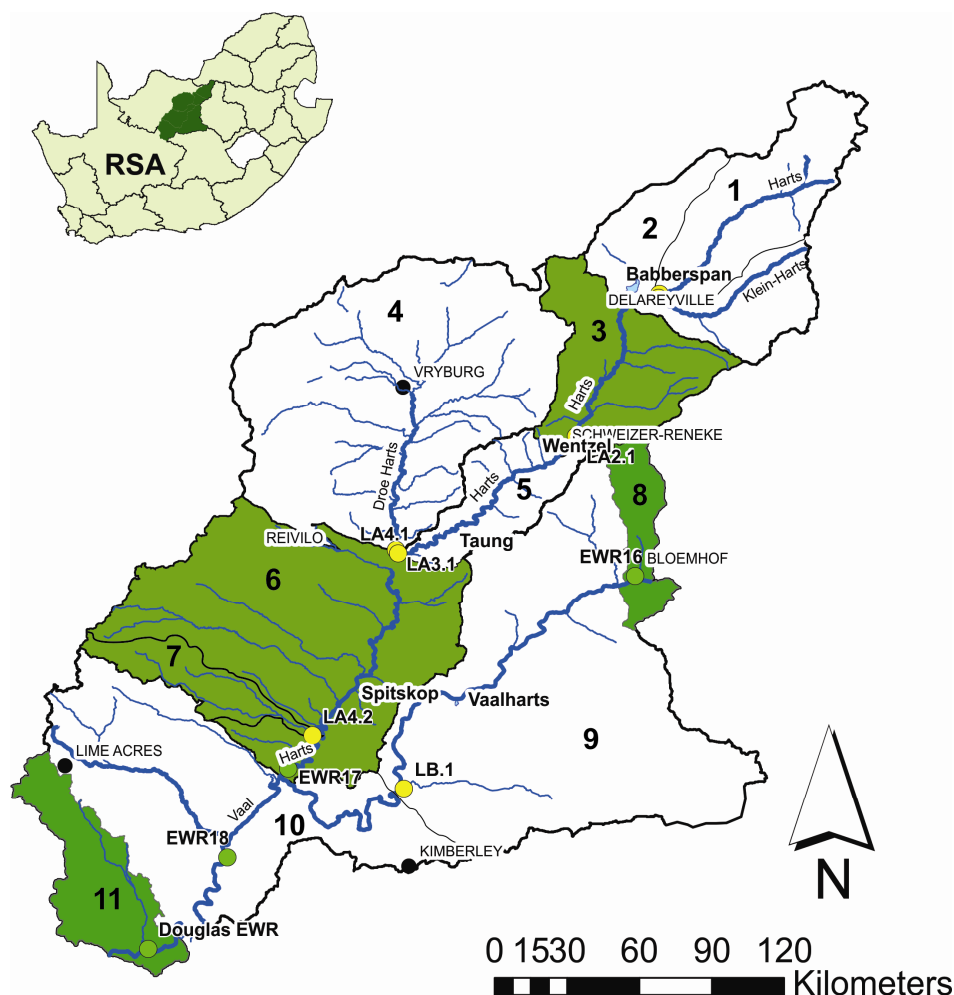 RSA
1
Harts
2
Babberspan
Klein-Harts
DELAREYVILLE
4
3
VRYBURG
Harts
SCHWEIZER-RENEKE
Wentzel
LA2.1
Droe Harts
Harts
5
8
LA4.1
Taung
REIVILO
LA3.1
EWR16
BLOEMHOF
6
7
Spitskop
Vaalharts
LA4.2
9
Harts
LIME ACRES
EWR17
LB.1
Vaal
10
EWR18
KIMBERLEY
11
N
Douglas EWR
0 15 30 60 90 120
Kilometers